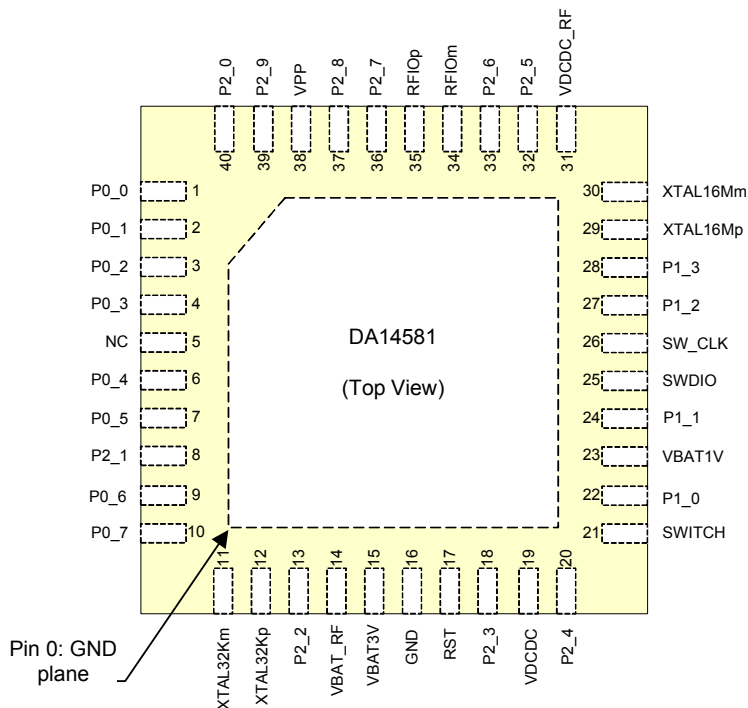 P2_0
P2_9
VPP
P2_8
P2_7
RFIOp
RFIOm
P2_6
P2_5
VDCDC_RF
40
39
38
37
36
35
34
33
32
31
P0_0 1
P0_1 2
P0_2 3
P0_3 4
NC 5
P0_4 6
P0_5 7
P2_1 8
P0_6 9
P0_7 10
DA14581
(Top View)
30 XTAL16Mm
29 XTAL16Mp
28 P1_3
27 P1_2
26 SW_CLK
25 SWDIO
24 P1_1
23 VBAT1V
22 P1_0
21 SWITCH
11
12
13
14
15
16
17
18
19
20
XTAL32Km
XTAL32Kp
P2_2
VBAT_RF
VBAT3V
GND
RST
P2_3
VDCDC
P2_4
Pin 0: GND
plane